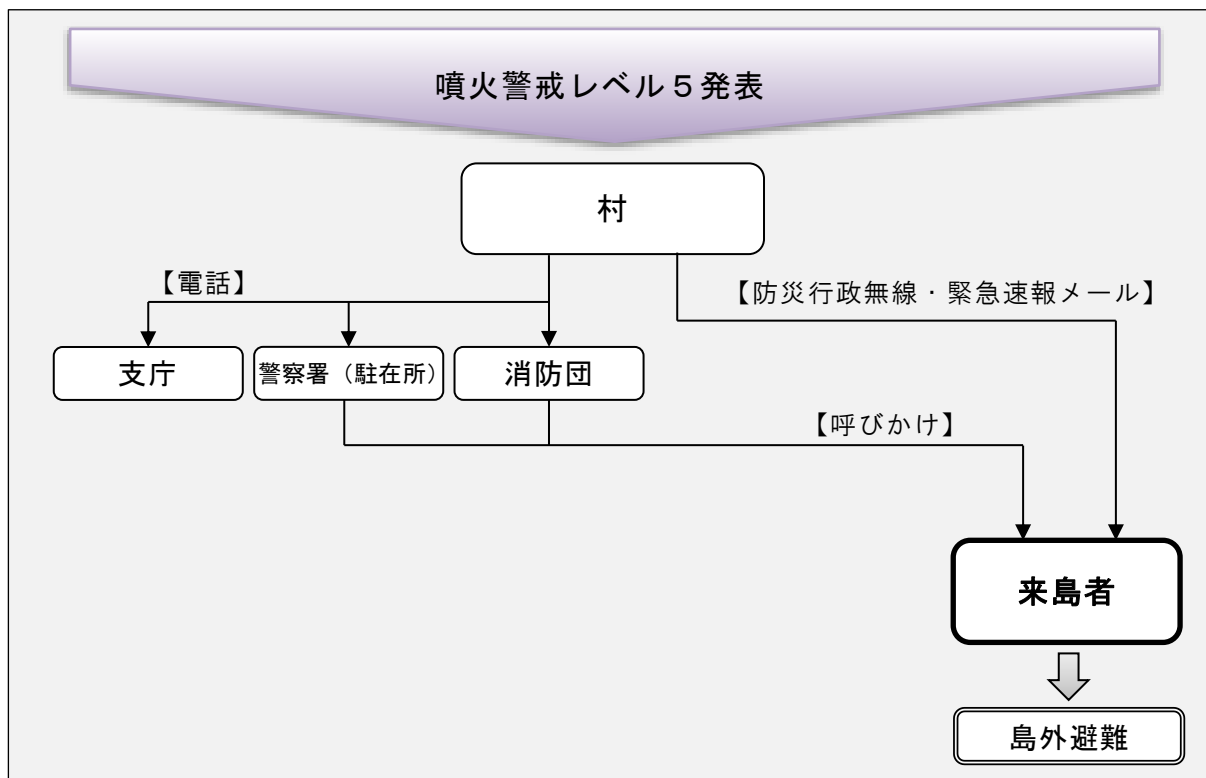 噴火警戒レベル５発表
村
【電話】
【防災行政無線・緊急速報メール】
支庁
警察署（駐在所）
消防団
【呼びかけ】
来島者
島外避難